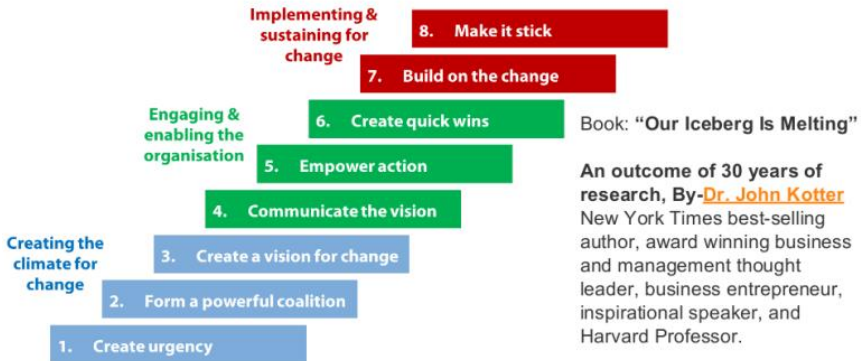 Implementing &
sustaining for
change
8. Make it stick
7. Build on the change
Engaging &
enabling the
organisation
6. Create quick wins
5. Empower action
4. Communicate the vision
Creating the
climate for
change
3. Create a vision for change
2. Form a powerful coalition
1. Create urgency
Book: “Our Iceberg Is Melting”
An outcome of 30 years of
research, By-Dr. John Kotter
New York Times best-selling
author, award winning business
and management thought
leader, business entrepreneur,
inspirational speaker, and
Harvard Professor.